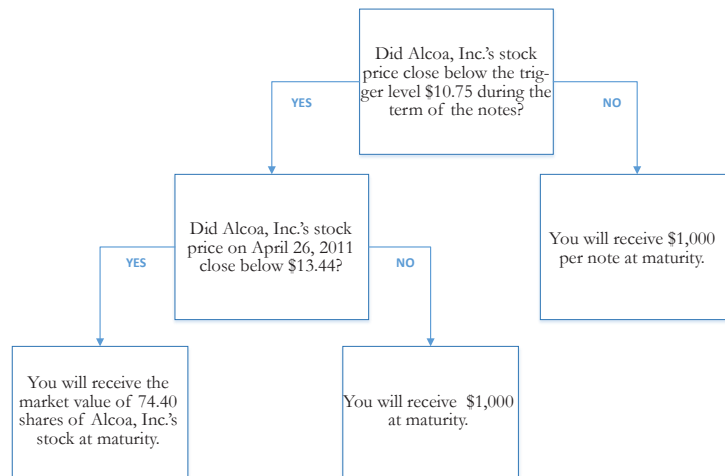 Did Alcoa, Inc.'s stock
price close below the trig-
ger level $10.75 during the
term of the notes?
YES
NO
Did Alcoa, Inc.'s stock
price on April 26, 2011
close below $13.44?
You will receive $1,000
per note at maturity.
YES
NO
You will receive the
market value of 74.40
shares of Alcoa, Inc.'s
stock at maturity.
You will receive $1,000
at maturity.